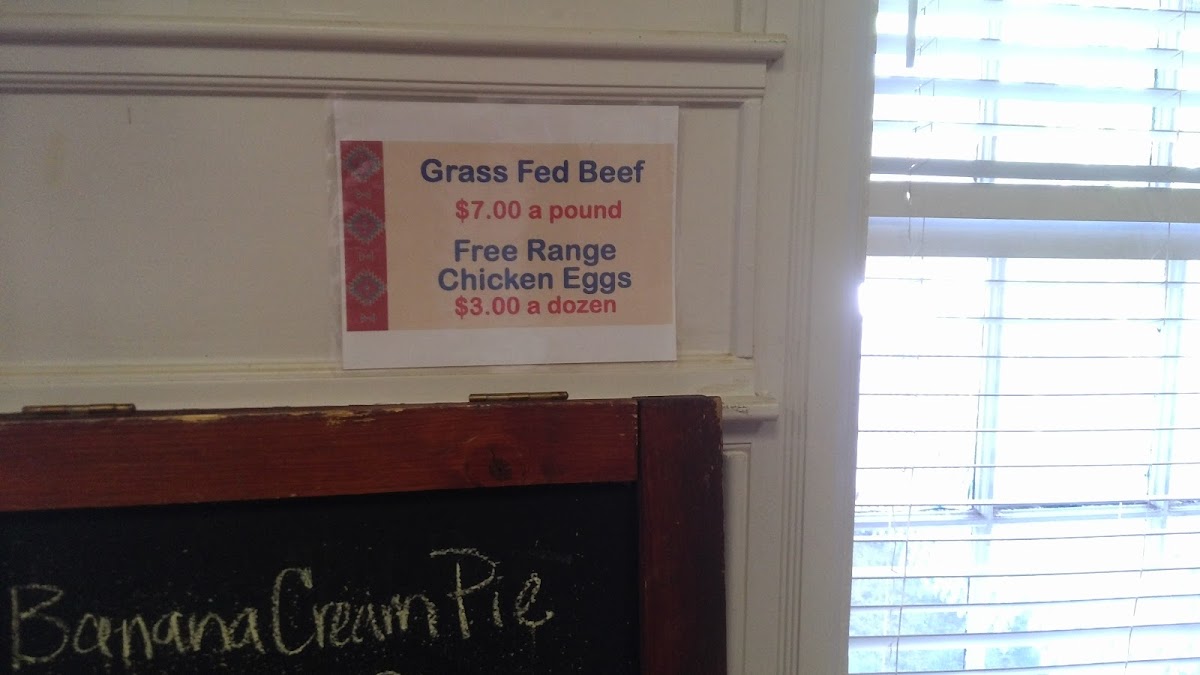 Grass Fed Beef
$7.00 a pound
Free Range
Chicken Eggs
$3.00 a dozen
Banana Cream Pie